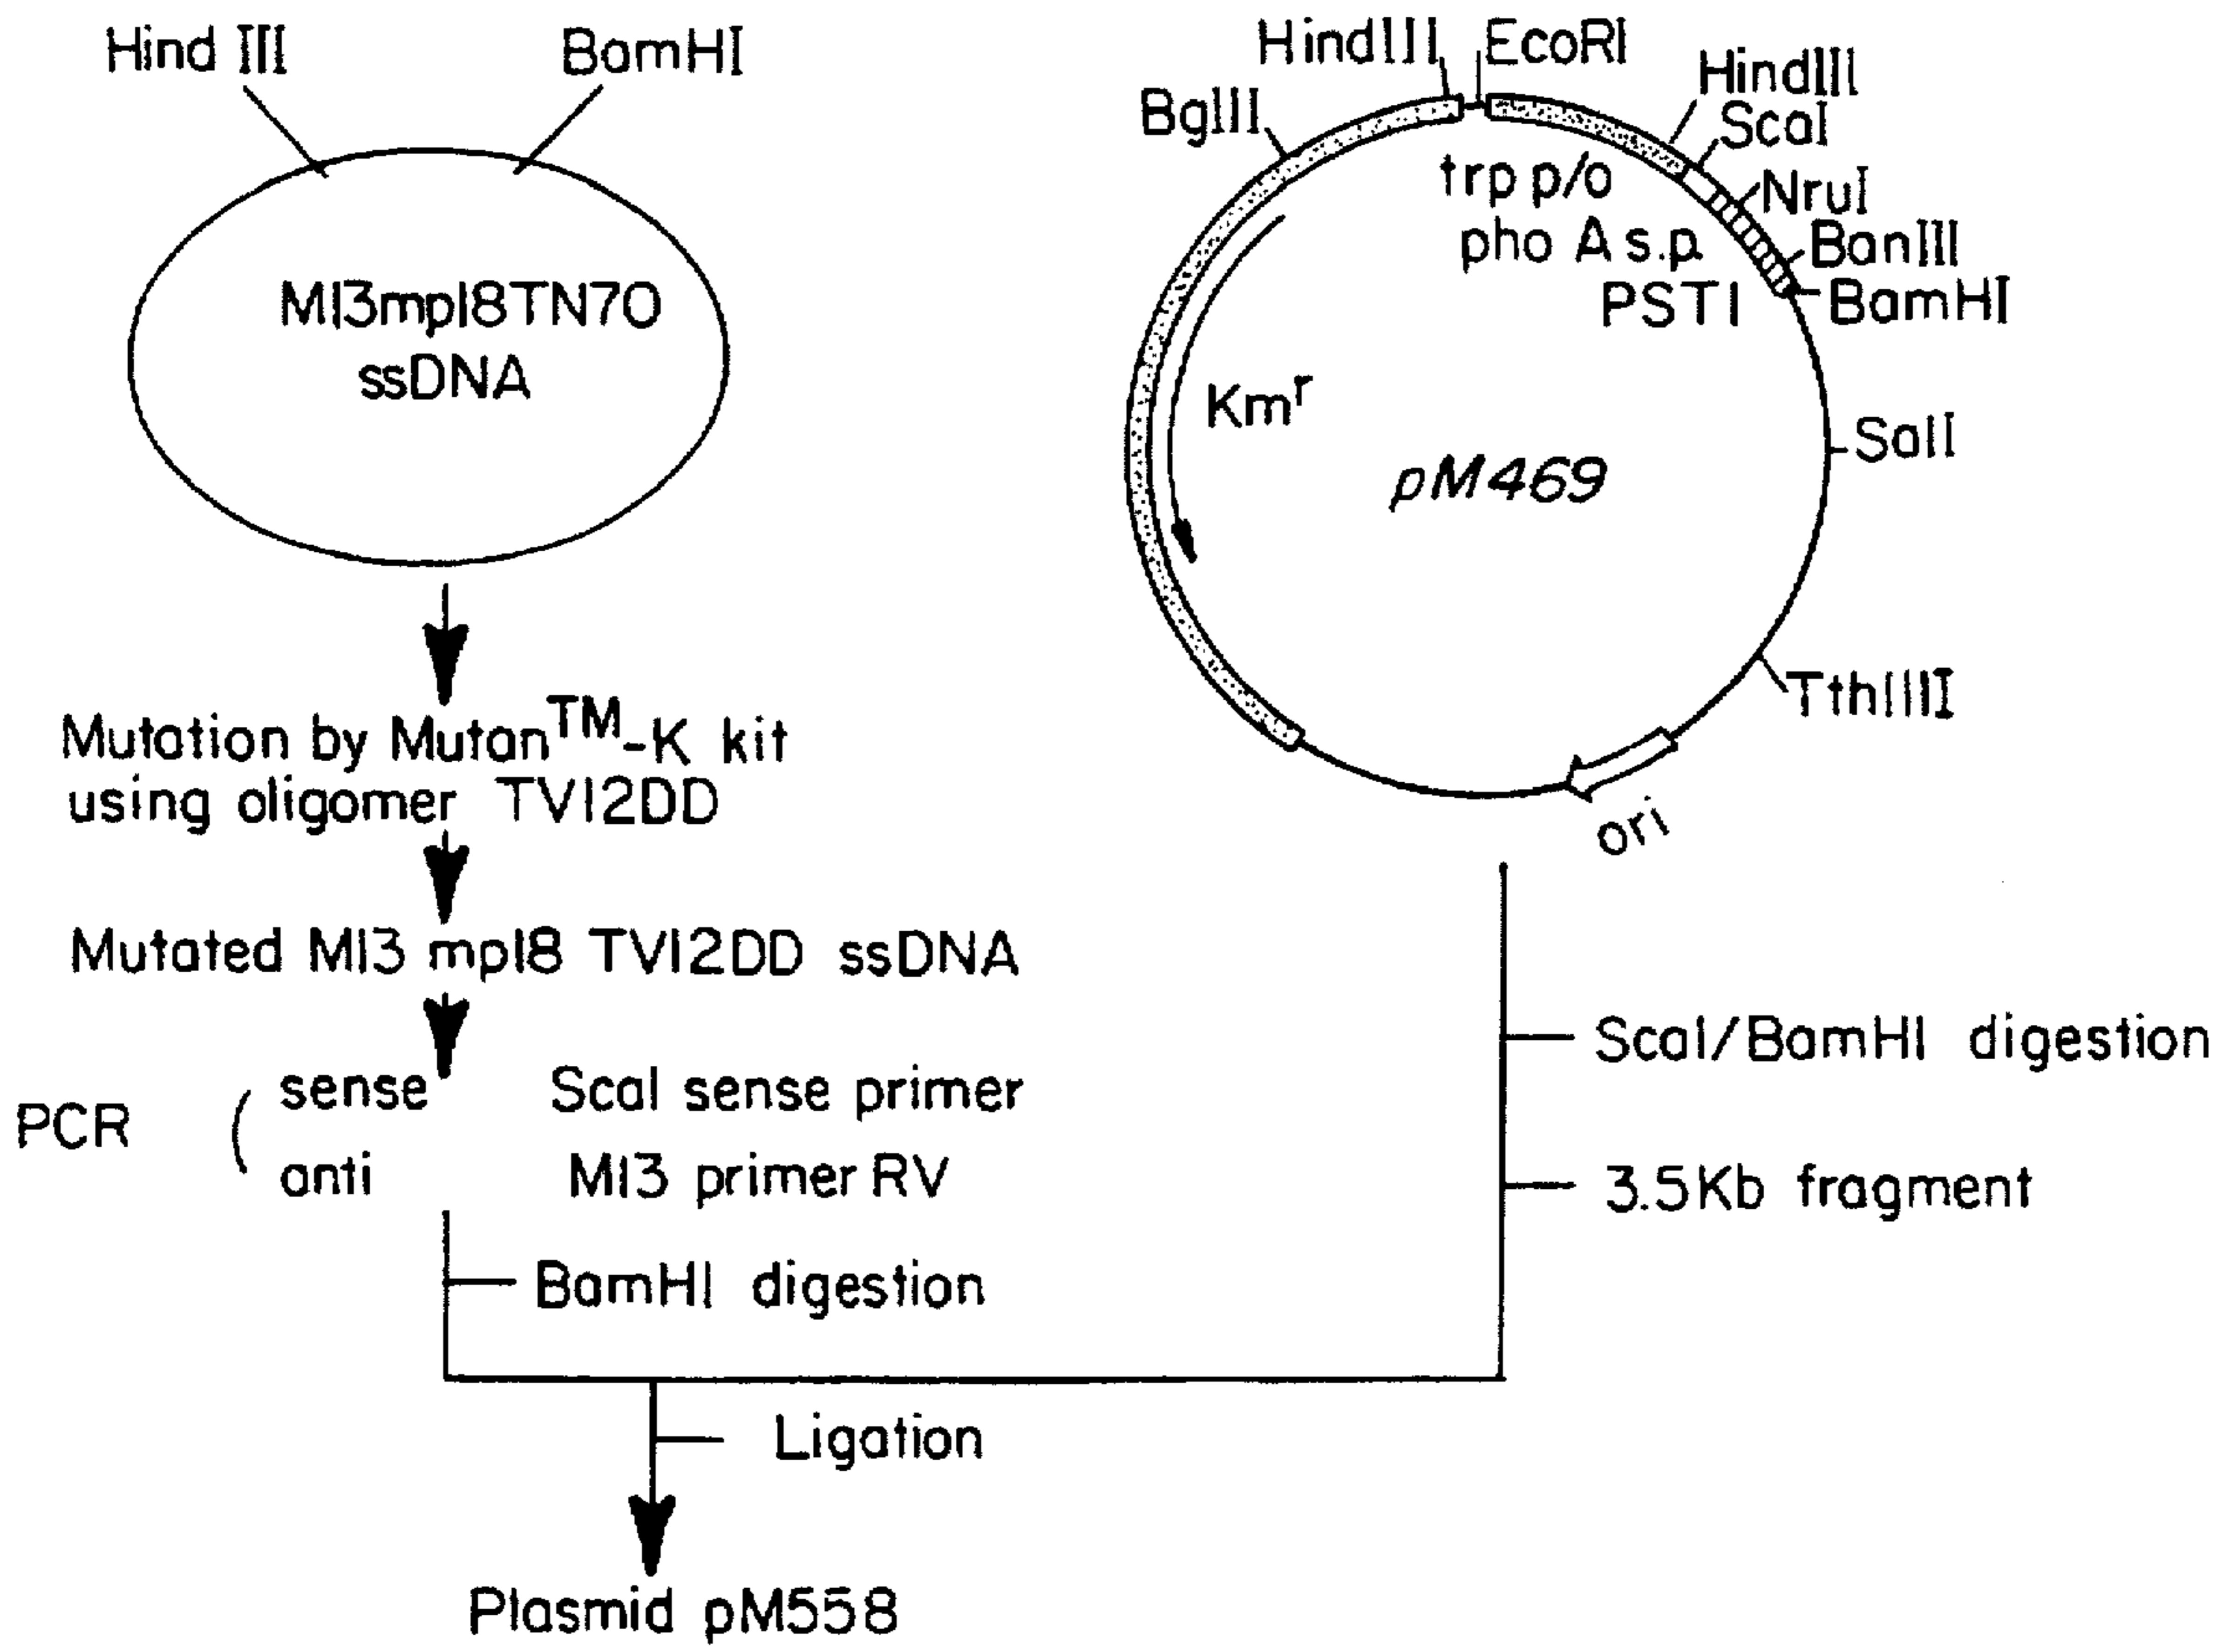 Hind III
BamHI
M13mp18TN70
ssDNA
HindIII
EcoRI
HindIII
ScaI
BglII
NruI
BanIII
BamHI
trp p/o
pho A s.p
PSTI
Kmr
pM469
SalI
Tth111I
ori
Mutation by MutanTM-K kit
using oligomer TV12DD
Mutated M13 mp18 TV12DD ssDNA
PCR
( sense ScaI sense primer
anti M13 primer RV
BamHI digestion
ScaI/BamHI digestion
3.5Kb fragment
Ligation
Plasmid pM558